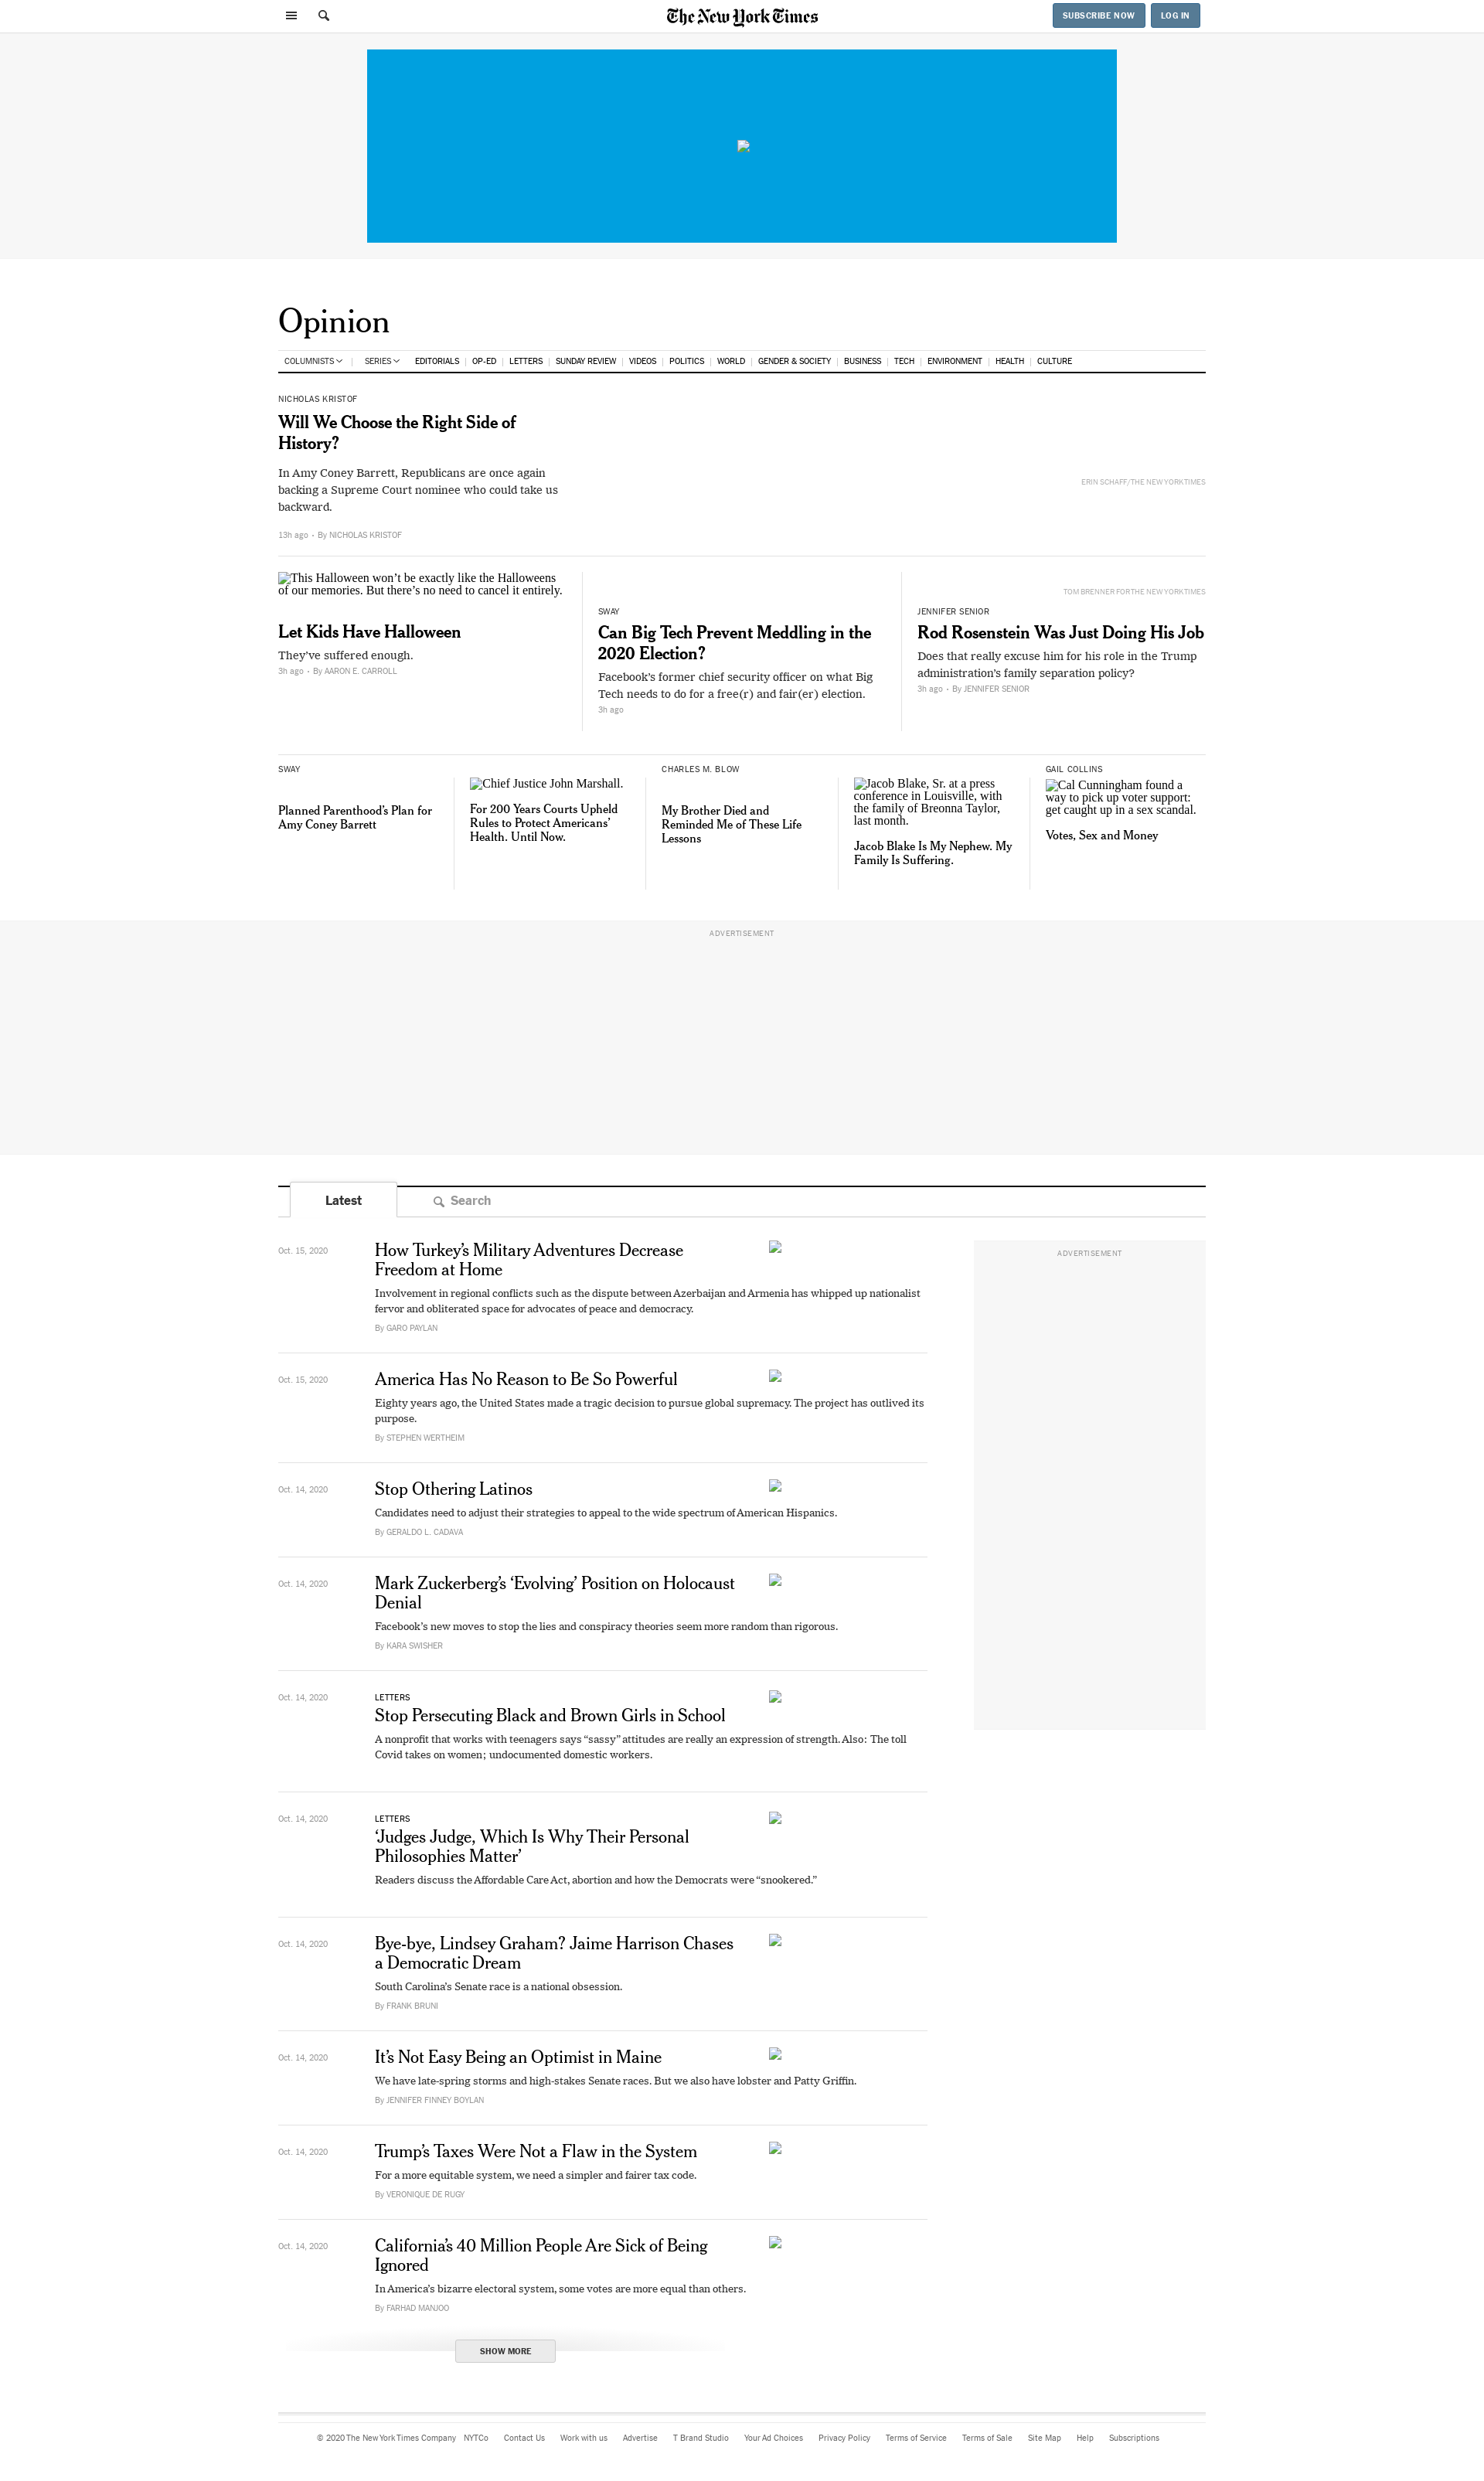 The New York Times
SUBSCRIBE NOW
LOG IN
Opinion
COLUMNISTS | SERIES EDITORIALS | OP-ED | LETTERS | SUNDAY REVIEW | VIDEOS | POLITICS | WORLD | GENDER & SOCIETY | BUSINESS | TECH | ENVIRONMENT | HEALTH | CULTURE
NICHOLAS KRISTOF
Will We Choose the Right Side of
History?
In Amy Coney Barrett, Republicans are once again
backing a Supreme Court nominee who could take us
backward.
13h ago • By NICHOLAS KRISTOF
ERIN SCHAFF/THE NEW YORK TIMES
This Halloween won’t be exactly like the Halloweens
of our memories. But there’s no need to cancel it entirely.
Let Kids Have Halloween
They’ve suffered enough.
3h ago • By AARON E. CARROLL
SWAY
Can Big Tech Prevent Meddling in the
2020 Election?
Facebook’s former chief security officer on what Big
Tech needs to do for a free(r) and fair(er) election.
3h ago
TOM BRENNER FOR THE NEW YORK TIMES
JENNIFER SENIOR
Rod Rosenstein Was Just Doing His Job
Does that really excuse him for his role in the Trump
administration’s family separation policy?
3h ago • By JENNIFER SENIOR
SWAY
Planned Parenthood’s Plan for
Amy Coney Barrett
Chief Justice John Marshall.
For 200 Years Courts Upheld
Rules to Protect Americans’
Health. Until Now.
CHARLES M. BLOW
My Brother Died and
Reminded Me of These Life
Lessons
Jacob Blake, Sr. at a press
conference in Louisville, with
the family of Breonna Taylor,
last month.
Jacob Blake Is My Nephew. My
Family Is Suffering.
GAIL COLLINS
Cal Cunningham found a
way to pick up voter support:
get caught up in a sex scandal.
Votes, Sex and Money
ADVERTISEMENT
Latest
Search
ADVERTISEMENT
Oct. 15, 2020
How Turkey’s Military Adventures Decrease
Freedom at Home
Involvement in regional conflicts such as the dispute between Azerbaijan and Armenia has whipped up nationalist
fervor and obliterated space for advocates of peace and democracy.
By GARO PAYLAN
Oct. 15, 2020
America Has No Reason to Be So Powerful
Eighty years ago, the United States made a tragic decision to pursue global supremacy. The project has outlived its
purpose.
By STEPHEN WERTHEIM
Oct. 14, 2020
Stop Othering Latinos
Candidates need to adjust their strategies to appeal to the wide spectrum of American Hispanics.
By GERALDO L. CADAVA
Oct. 14, 2020
Mark Zuckerberg’s ‘Evolving’ Position on Holocaust
Denial
Facebook’s new moves to stop the lies and conspiracy theories seem more random than rigorous.
By KARA SWISHER
Oct. 14, 2020
LETTERS
Stop Persecuting Black and Brown Girls in School
A nonprofit that works with teenagers says “sassy” attitudes are really an expression of strength. Also: The toll
Covid takes on women; undocumented domestic workers.
Oct. 14, 2020
LETTERS
‘Judges Judge, Which Is Why Their Personal
Philosophies Matter’
Readers discuss the Affordable Care Act, abortion and how the Democrats were “snookered.”
Oct. 14, 2020
Bye-bye, Lindsey Graham? Jaime Harrison Chases
a Democratic Dream
South Carolina’s Senate race is a national obsession.
By FRANK BRUNI
Oct. 14, 2020
It’s Not Easy Being an Optimist in Maine
We have late-spring storms and high-stakes Senate races. But we also have lobster and Patty Griffin.
By JENNIFER FINNEY BOYLAN
Oct. 14, 2020
Trump’s Taxes Were Not a Flaw in the System
For a more equitable system, we need a simpler and fairer tax code.
By VERONIQUE DE RUGY
Oct. 14, 2020
California’s 40 Million People Are Sick of Being
Ignored
In America’s bizarre electoral system, some votes are more equal than others.
By FARHAD MANJOO
SHOW MORE
© 2020 The New York Times Company NYTCo Contact Us Work with us Advertise T Brand Studio Your Ad Choices Privacy Policy Terms of Service Terms of Sale Site Map Help Subscriptions